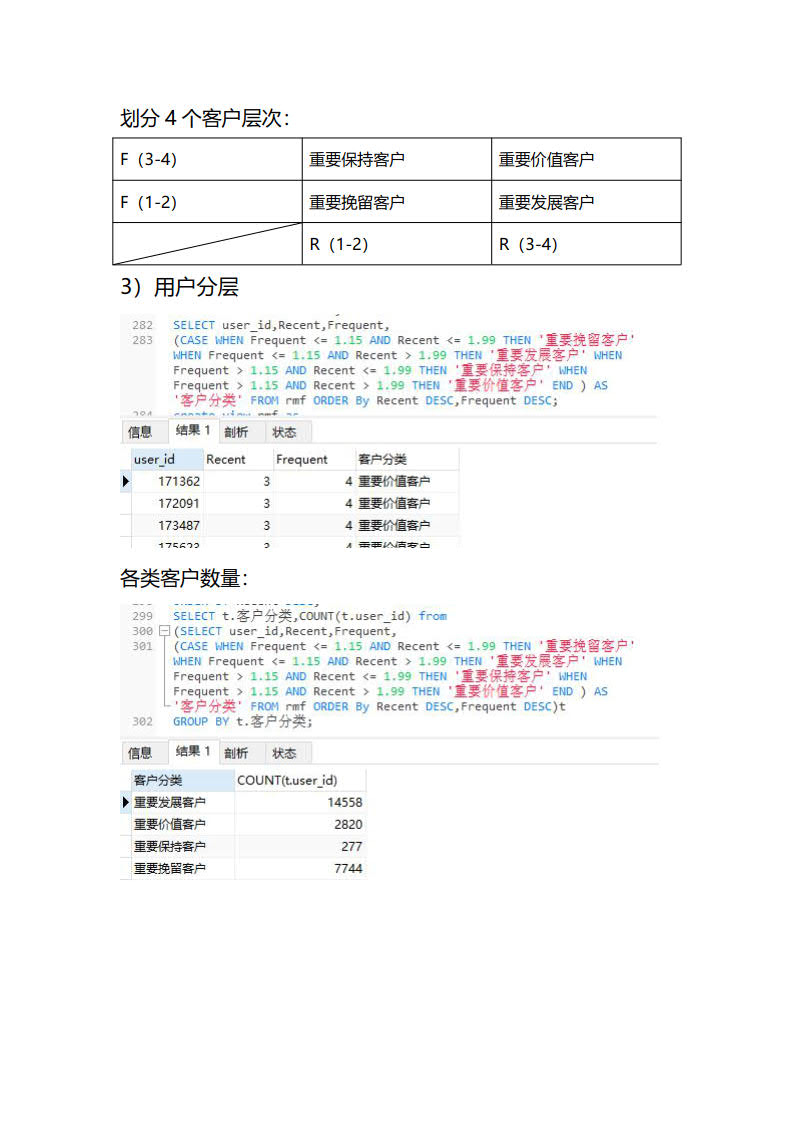 划分 4 个客户层次：
F（3-4） 重要保持客户 重要价值客户
F（1-2） 重要挽留客户 重要发展客户
R（1-2） R（3-4）
3）用户分层
282 SELECT user_id,Recent,Frequent,
283 (CASE WHEN Frequent <= 1.15 AND Recent <= 1.99 THEN '重要挽留客户'
WHEN Frequent <= 1.15 AND Recent > 1.99 THEN '重要发展客户' WHEN
Frequent > 1.15 AND Recent <= 1.99 THEN '重要保持客户' WHEN
Frequent > 1.15 AND Recent > 1.99 THEN '重要价值客户' END ) AS
'客户分类' FROM rmf ORDER By Recent DESC,Frequent DESC;
284 create view rmf as
信息 结果 1 剖析 状态
user_id Recent Frequent 客户分类
171362 3 4 重要价值客户
172091 3 4 重要价值客户
173487 3 4 重要价值客户
175623 3 4 重要价值客户
各类客户数量：
299 SELECT t.客户分类,COUNT(t.user_id) from
300 (SELECT user_id,Recent,Frequent,
301 (CASE WHEN Frequent <= 1.15 AND Recent <= 1.99 THEN '重要挽留客户'
WHEN Frequent <= 1.15 AND Recent > 1.99 THEN '重要发展客户' WHEN
Frequent > 1.15 AND Recent <= 1.99 THEN '重要保持客户' WHEN
Frequent > 1.15 AND Recent > 1.99 THEN '重要价值客户' END ) AS
'客户分类' FROM rmf ORDER By Recent DESC,Frequent DESC)t
302 GROUP BY t.客户分类;
信息 结果 1 剖析 状态
客户分类 COUNT(t.user_id)
重要发展客户 14558
重要价值客户 2820
重要保持客户 277
重要挽留客户 7744